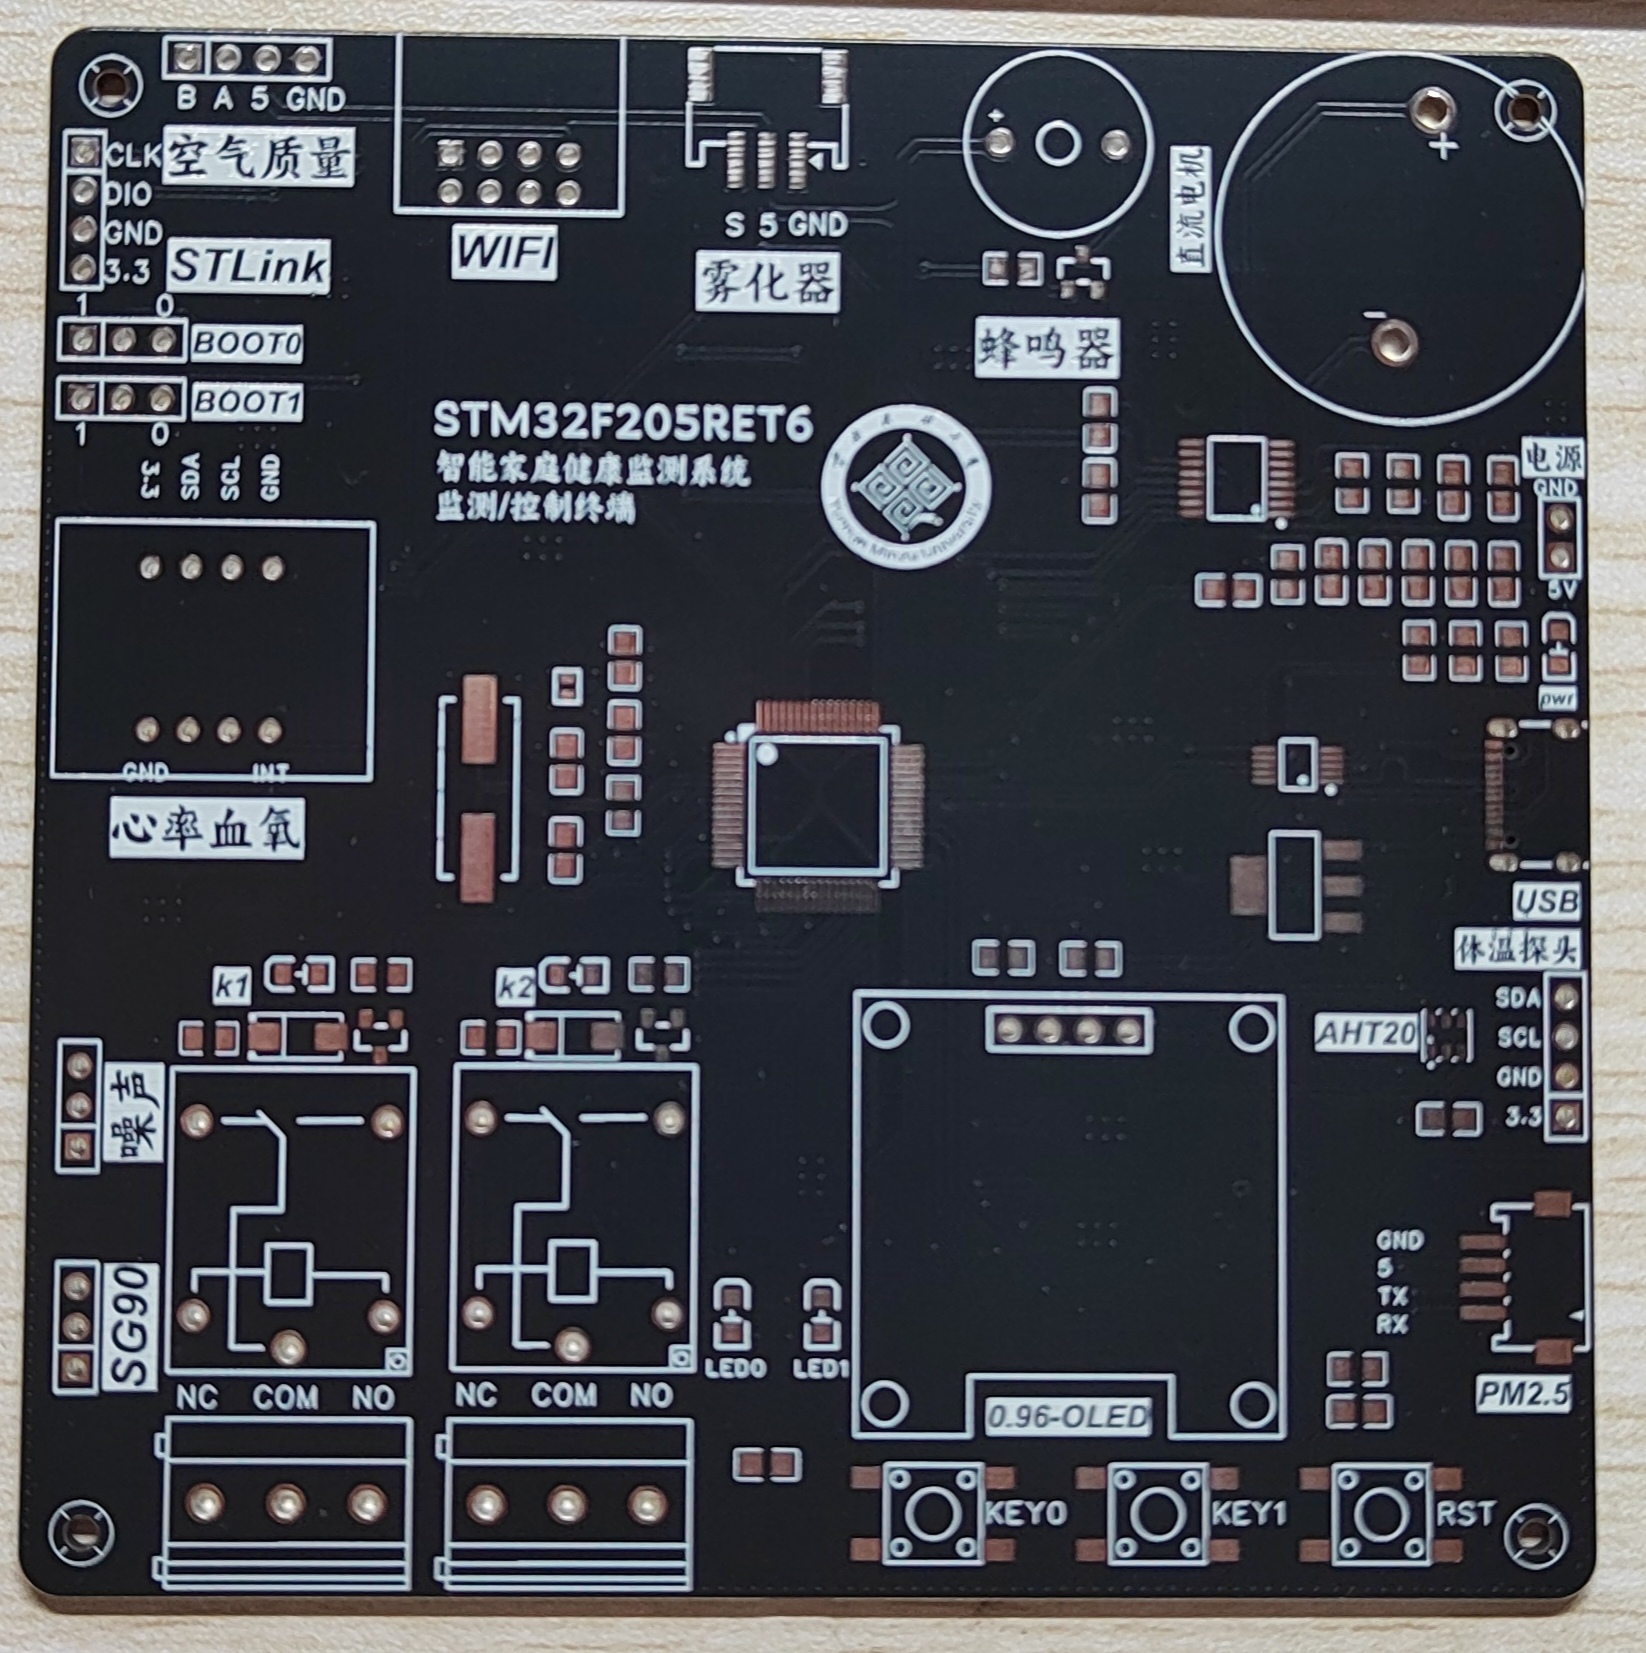 B A 5 GND
空气质量
CLK
DIO
GND
3.3
STLink
WIFI
S 5 GND
雾化器
+
蜂鸣器
直流电机
+
-
1 0
BOOT0
BOOT1
1 0
3.3 SDA SCL GND
STM32F205RET6
智能家庭健康监测系统
监测/控制终端
电源
GND
5V
pwr
GND INT
心率血氧
USB
体温探头
SDA
SCL
GND
3.3
AHT20
k1
k2
噪声
SG90
NC COM NO
NC COM NO
LED0
LED1
0.96-OLED
GND
5
TX
RX
PM2.5
KEY0
KEY1
RST